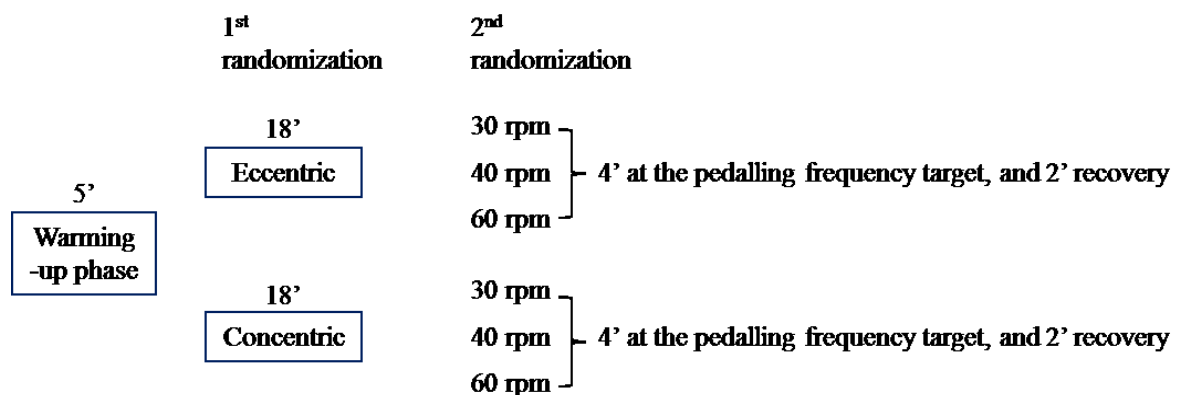 1st
randomization
2nd
randomization
5’
Warming
-up phase
18’
Eccentric
30 rpm
40 rpm
60 rpm
4’ at the pedalling frequency target, and 2’ recovery
18’
Concentric
30 rpm
40 rpm
60 rpm
4’ at the pedalling frequency target, and 2’ recovery